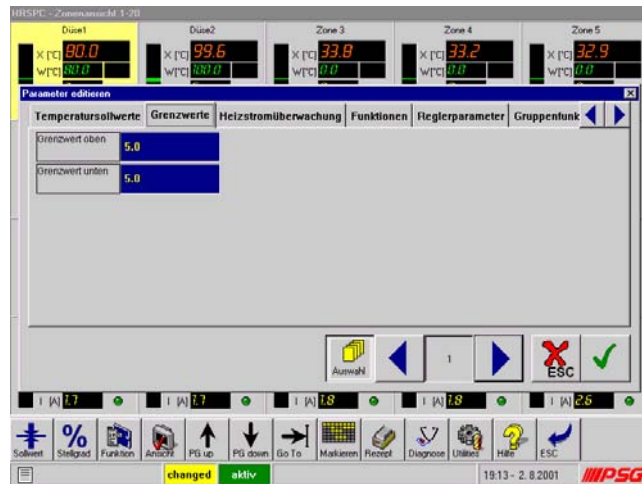 HRSPC - Zonenansicht 1-20
Düse1 Düse2 Zone 3 Zone 4 Zone 5
X [°C] 80.0 X [°C] 99.6 X [°C] 33.8 X [°C] 33.2 X [°C] 32.9
W[°C] 80.0 W[°C] 100.0 W[°C] 0.0 W[°C] 0.0 W[°C] 0.0
Parameter editieren
Temperatursollwerte Grenzwerte Heizstromüberwachung Funktionen Reglerparameter Gruppenfunk
Grenzwert oben 5.0
Grenzwert unten 5.0
Auswahl 1 ESC
I [A] 1.7 I [A] 1.7 I [A] 1.8 I [A] 1.8 I [A] 2.6
Sollwert Stellgrad Funktion Ansicht PG up PG down Go To Markieren Rezept Diagnose Utilities Hilfe ESC
changed aktiv 19:13 - 2. 8.2001 PSG